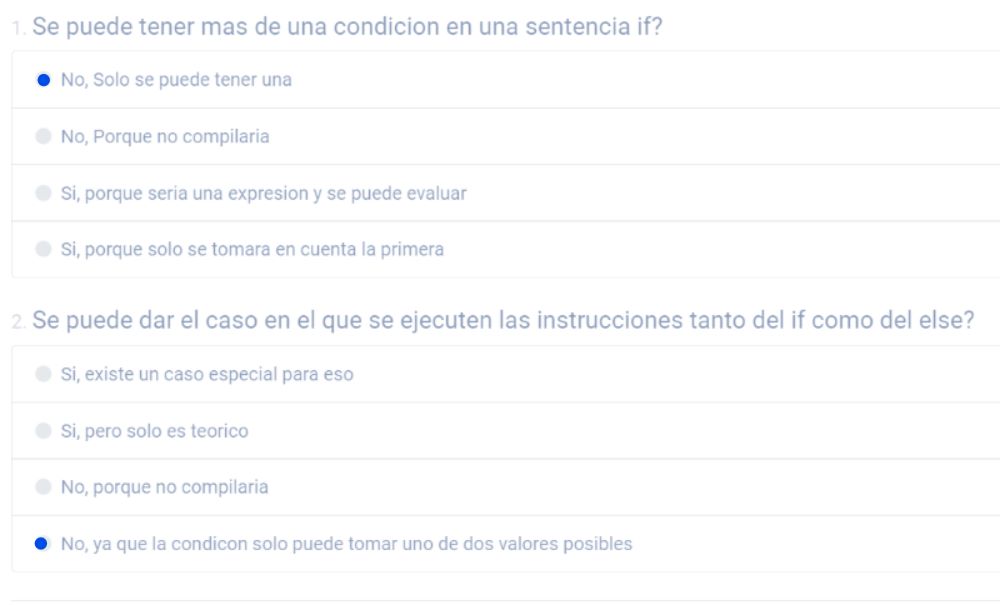 1. Se puede tener mas de una condicion en una sentencia if?
No, Solo se puede tener una
No, Porque no compilaria
Si, porque seria una expresion y se puede evaluar
Si, porque solo se tomara en cuenta la primera
2. Se puede dar el caso en el que se ejecuten las instrucciones tanto del if como del else?
Si, existe un caso especial para eso
Si, pero solo es teorico
No, porque no compilaria
No, ya que la condicon solo puede tomar uno de dos valores posibles